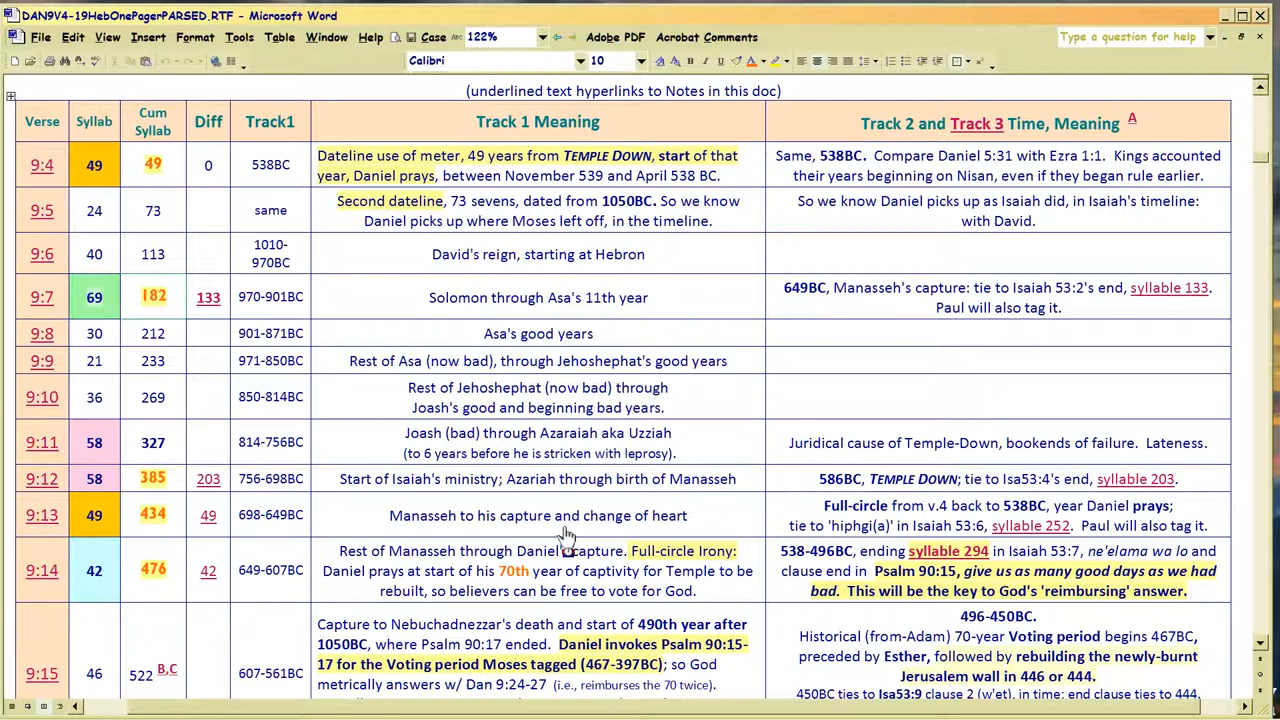 DAN9V4-19HebOnePagerPARSED.RTF - Microsoft Word
File Edit View Insert Format Tools Table Window Help Case 122% Adobe PDF Acrobat Comments Type a question for help
Calibri 10 B I U
(underlined text hyperlinks to Notes in this doc)
Verse Syllab Cum Syllab Diff Track1 Track 1 Meaning Track 2 and Track 3 Time, Meaning A
9:4 49 49 0 538BC
Dateline use of meter, 49 years from TEMPLE DOWN, start of that
year, Daniel prays, between November 539 and April 538 BC.
Same, 538BC. Compare Daniel 5:31 with Ezra 1:1. Kings accounted
their years beginning on Nisan, even if they began rule earlier.
9:5 24 73 same
Second dateline, 73 sevens, dated from 1050BC. So we know
Daniel picks up where Moses left off, in the timeline.
So we know Daniel picks up as Isaiah did, in Isaiah's timeline:
with David.
9:6 40 113 1010-
970BC
David's reign, starting at Hebron
9:7 69 182 133 970-901BC Solomon through Asa's 11th year
649BC, Manasseh's capture: tie to Isaiah 53:2's end, syllable 133.
Paul will also tag it.
9:8 30 212 901-871BC Asa's good years
9:9 21 233 971-850BC Rest of Asa (now bad), through Jehoshephat's good years
9:10 36 269 850-814BC
Rest of Jehoshephat (now bad) through
Joash's good and beginning bad years.
9:11 58 327 814-756BC
Joash (bad) through Azaraiah aka Uzziah
(to 6 years before he is stricken with leprosy).
Juridical cause of Temple-Down, bookends of failure. Lateness.
9:12 58 385 203 756-698BC Start of Isaiah's ministry; Azariah through birth of Manasseh
586BC, TEMPLE DOWN; tie to Isa53:4's end, syllable 203.
9:13 49 434 49 698-649BC Manasseh to his capture and change of heart
Full-circle from v.4 back to 538BC, year Daniel prays;
tie to 'hiphgi(a)' in Isaiah 53:6, syllable 252. Paul will also tag it.
9:14 42 476 42 649-607BC
Rest of Manasseh through Daniel's capture. Full-circle Irony:
Daniel prays at start of his 70th year of captivity for Temple to be
rebuilt, so believers can be free to vote for God.
538-496BC, ending syllable 294 in Isaiah 53:7, ne'elama wa lo and
clause end in Psalm 90:15, give us as many good days as we had
bad. This will be the key to God's 'reimbursing' answer.
9:15 46 522 B,C 607-561BC
Capture to Nebuchadnezzar's death and start of 490th year after
1050BC, where Psalm 90:17 ended. Daniel invokes Psalm 90:15-
17 for the Voting period Moses tagged (467-397BC); so God
metrically answers w/ Dan 9:24-27 (i.e., reimburses the 70 twice).
496-450BC.
Historical (from-Adam) 70-year Voting period begins 467BC,
preceded by Esther, followed by rebuilding the newly-burnt
Jerusalem wall in 446 or 444.
450BC ties to Isa53:9 clause 2 (w'et), in time; end clause ties to 444.